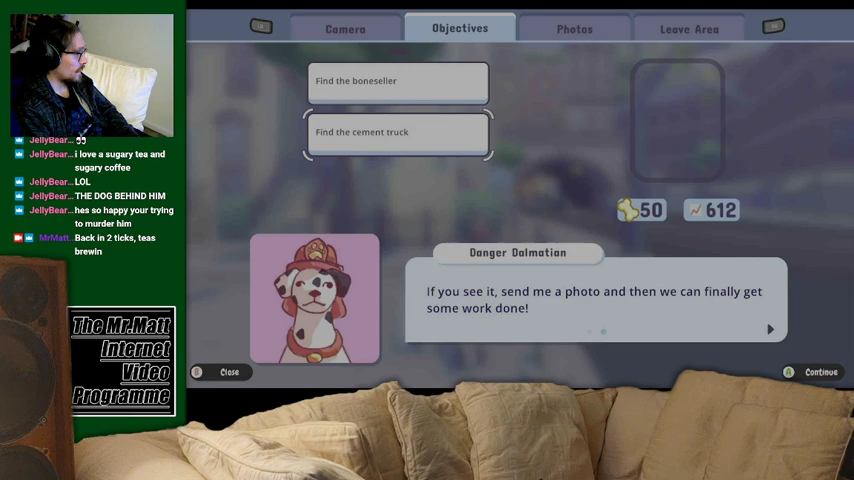 Camera
Objectives
Photos
Leave Area
Find the boneseller
Find the cement truck
50
612
Danger Dalmatian
If you see it, send me a photo and then we can finally get
some work done!
Close
Continue
JellyBear...
JellyBear... i love a sugary tea and
sugary coffee
JellyBear... LOL
JellyBear... THE DOG BEHIND HIM
JellyBear... hes so happy your trying
to murder him
MrMatt... Back in 2 ticks, teas
brewin
The Mr.Matt
Internet
Video
Programme